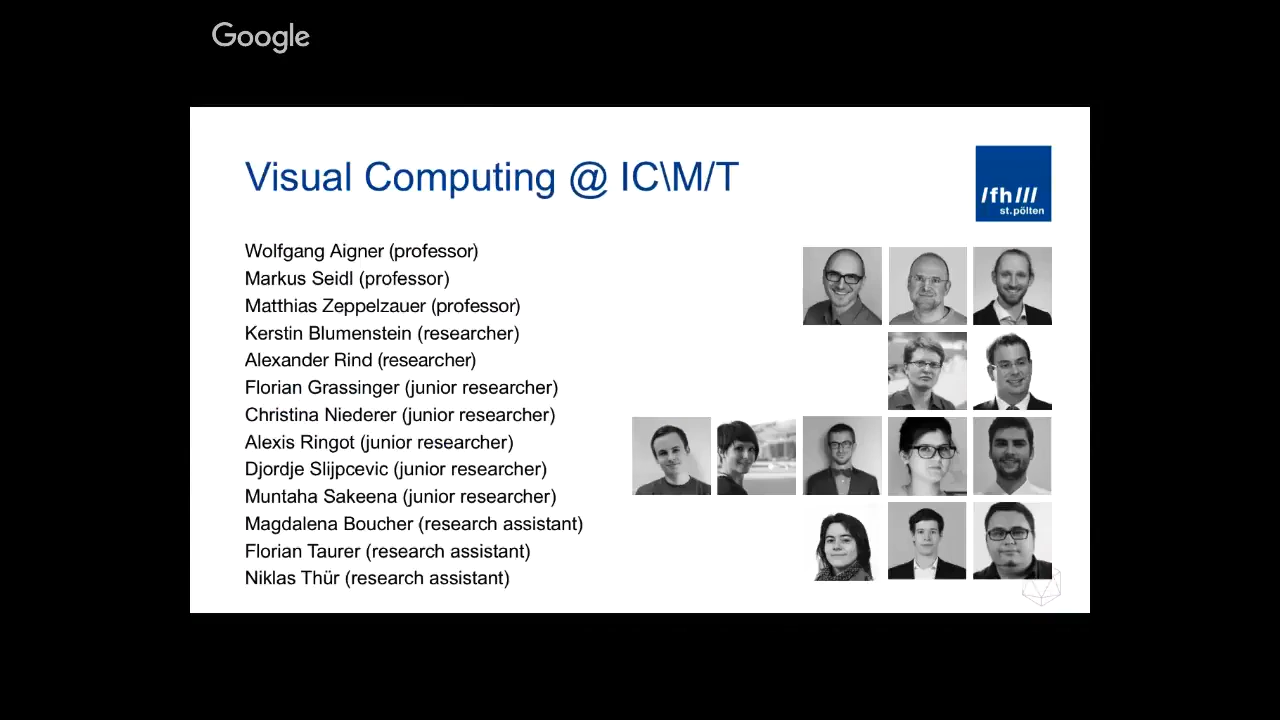 Google
Visual Computing @ IC\M/T
/fh///
st.pölten
Wolfgang Aigner (professor)
Markus Seidl (professor)
Matthias Zeppelzauer (professor)
Kerstin Blumenstein (researcher)
Alexander Rind (researcher)
Florian Grassinger (junior researcher)
Christina Niederer (junior researcher)
Alexis Ringot (junior researcher)
Djordje Slijpcevic (junior researcher)
Muntaha Sakeena (junior researcher)
Magdalena Boucher (research assistant)
Florian Taurer (research assistant)
Niklas Thür (research assistant)